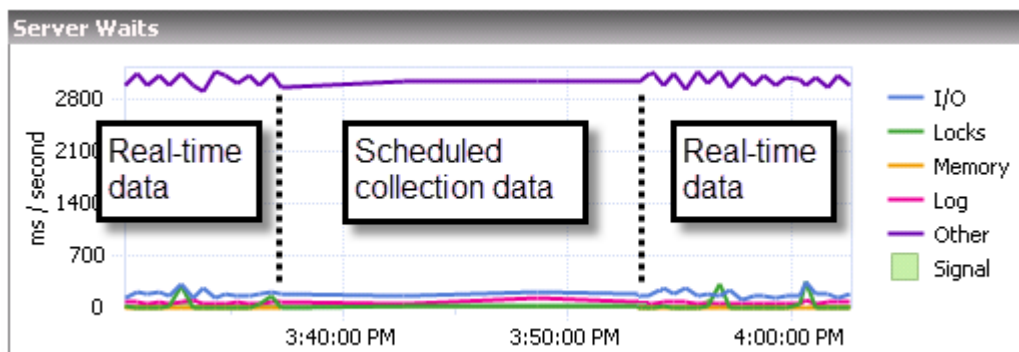 Server Waits
2800
2100
1400
700
0
ms / second
Real-time
data
Scheduled
collection data
Real-time
data
3:40:00 PM
3:50:00 PM
4:00:00 PM
I/O
Locks
Memory
Log
Other
Signal